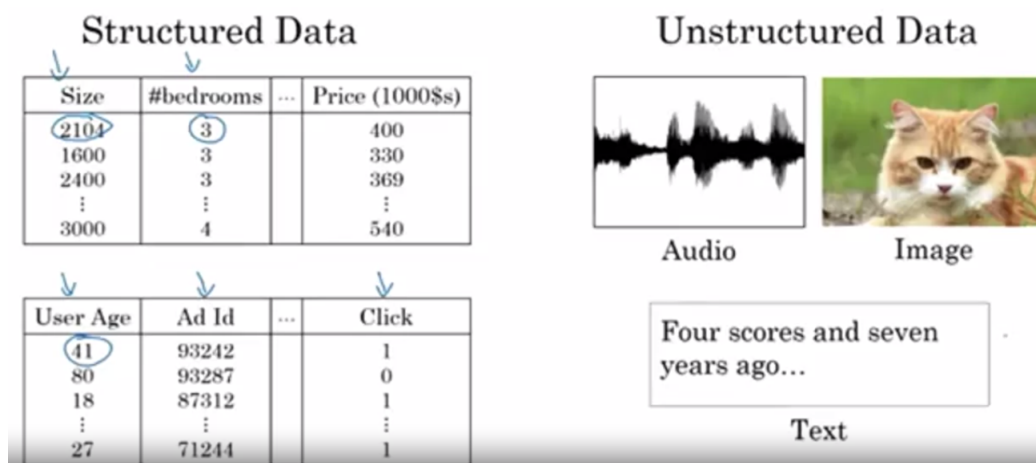 Structured Data
Size #bedrooms ... Price (1000$s)
2104 3 400
1600 3 330
2400 3 369
⋮ ⋮ ⋮
3000 4 540
User Age Ad Id ... Click
41 93242 1
80 93287 0
18 87312 1
⋮ ⋮ ⋮
27 71244 1
Unstructured Data
Audio Image
Four scores and seven
years ago...
Text